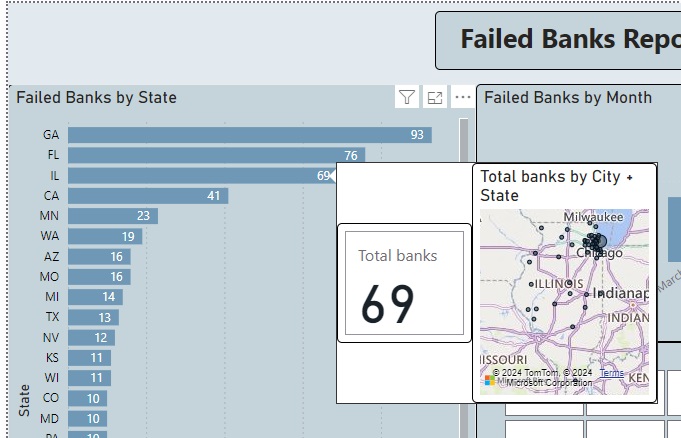 Failed Banks Repo
Failed Banks by State
Failed Banks by Month
GA 93
FL 76
IL 69
CA 41
MN 23
WA 19
AZ 16
MO 16
MI 14
TX 13
NV 12
KS 11
WI 11
CO 10
MD 10
PA 10
State
Total banks
69
Total banks by City +
State
Milwaukee
Chicago
ILLINOIS
Indianap
INDIAN
MISSOURI
KEN
© 2024 TomTom, © 2024 Terms
Microsoft Corporation
March